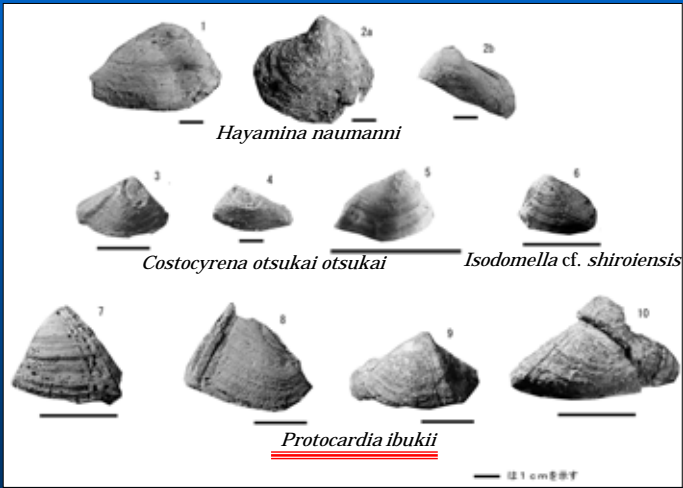 1 2a 2b
Hayamina naumanni
3 4 5 6
Costocyrena otsukai otsukai Isodomella cf. shiroiensis
7 8 9 10
Protocardia ibukii
は1cmを示す